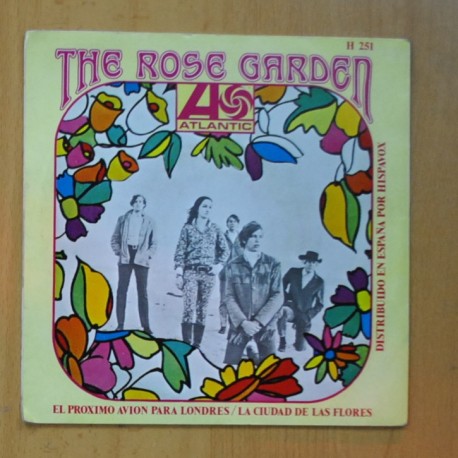 H 251
THE ROSE GARDEN
ATLANTIC
DISTRIBUIDO EN ESPAÑA POR HISPAVOX
EL PROXIMO AVION PARA LONDRES/LA CIUDAD DE LAS FLORES